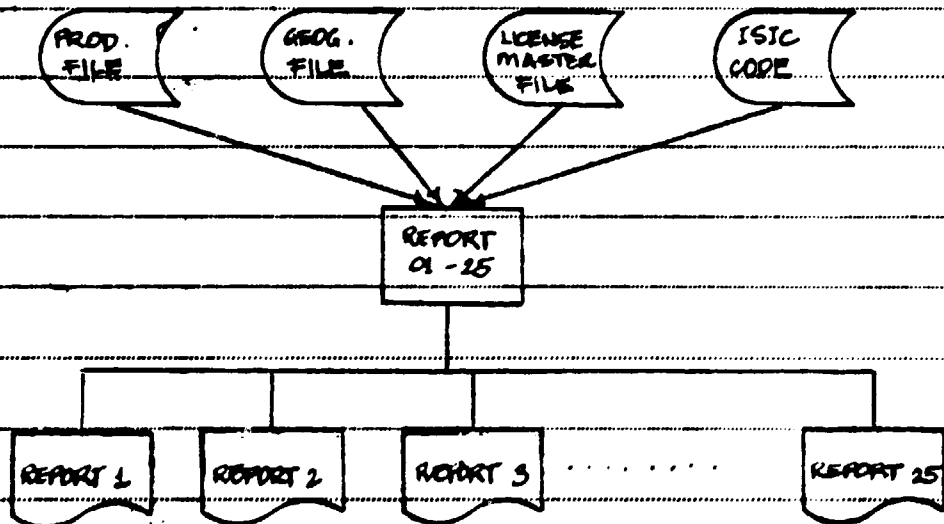 PROD.
FILE
GEOG.
FILE
LICENSE
MASTER
FILE
ISIC
CODE
REPORT
01 - 25
REPORT 1
REPORT 2
REPORT 3
. . . . . . .
REPORT 25